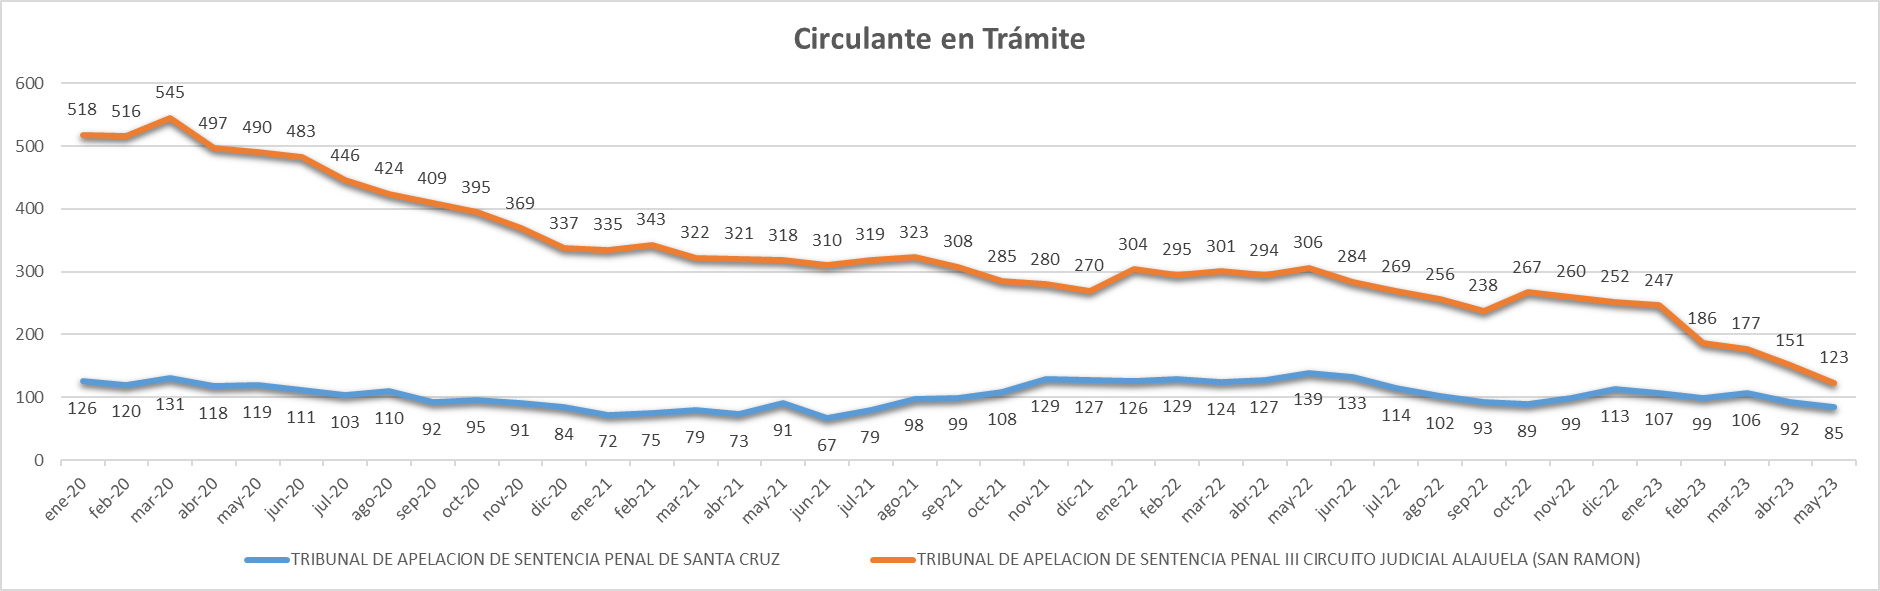 Circulante en Trámite
600
500
400
300
200
100
0
518 516 545 497 490 483 446 424 409 395 369 337 335 343 322 321 318 310 319 323 308 285 280 270 304 295 301 294 306 284 269 256 238 267 260 252 247 186 177 151 123
126 120 131 118 119 111 103 110 92 95 91 84 72 75 79 73 91 67 79 98 99 108 129 127 126 129 124 127 139 133 114 102 93 89 99 113 107 99 106 92 85
ene-20 feb-20 mar-20 abr-20 may-20 jun-20 jul-20 ago-20 sep-20 oct-20 nov-20 dic-20 ene-21 feb-21 mar-21 abr-21 may-21 jun-21 jul-21 ago-21 sep-21 oct-21 nov-21 dic-21 ene-22 feb-22 mar-22 abr-22 may-22 jun-22 jul-22 ago-22 sep-22 oct-22 nov-22 dic-22 ene-23 feb-23 mar-23 abr-23 may-23
TRIBUNAL DE APELACION DE SENTENCIA PENAL DE SANTA CRUZ
TRIBUNAL DE APELACION DE SENTENCIA PENAL III CIRCUITO JUDICIAL ALAJUELA (SAN RAMON)